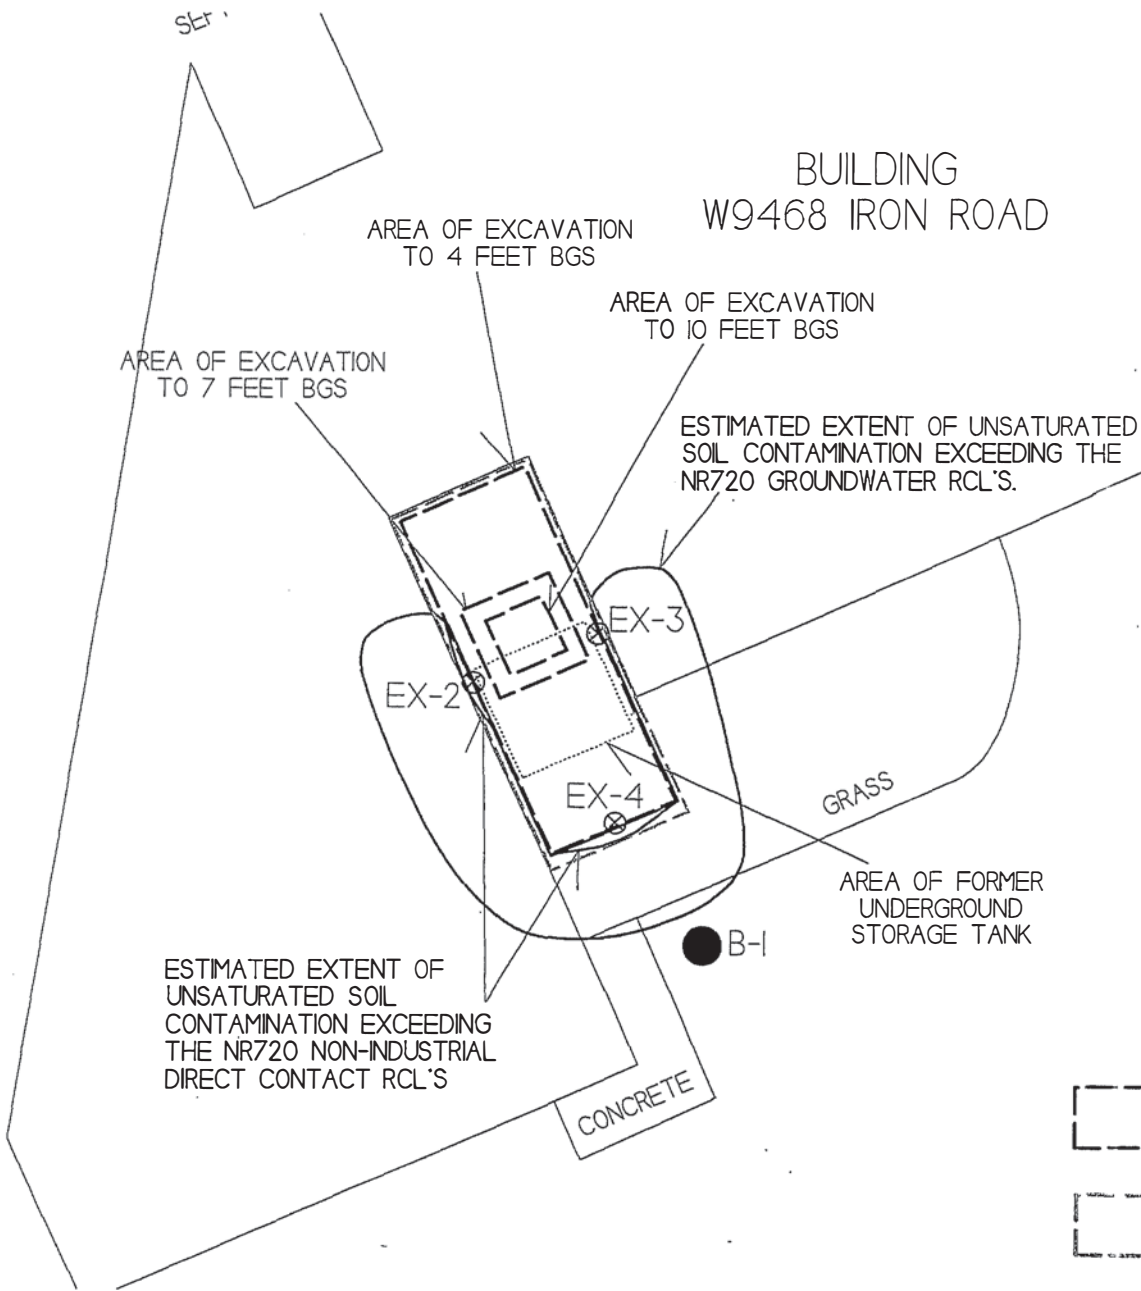 BUILDING
W9468 IRON ROAD
AREA OF EXCAVATION
TO 4 FEET BGS
AREA OF EXCAVATION
TO 10 FEET BGS
AREA OF EXCAVATION
TO 7 FEET BGS
ESTIMATED EXTENT OF UNSATURATED
SOIL CONTAMINATION EXCEEDING THE
NR720 GROUNDWATER RCL'S.
EX-3
EX-2
EX-4
GRASS
AREA OF FORMER
UNDERGROUND
STORAGE TANK
B-1
ESTIMATED EXTENT OF
UNSATURATED SOIL
CONTAMINATION EXCEEDING
THE NR720 NON-INDUSTRIAL
DIRECT CONTACT RCL'S
CONCRETE